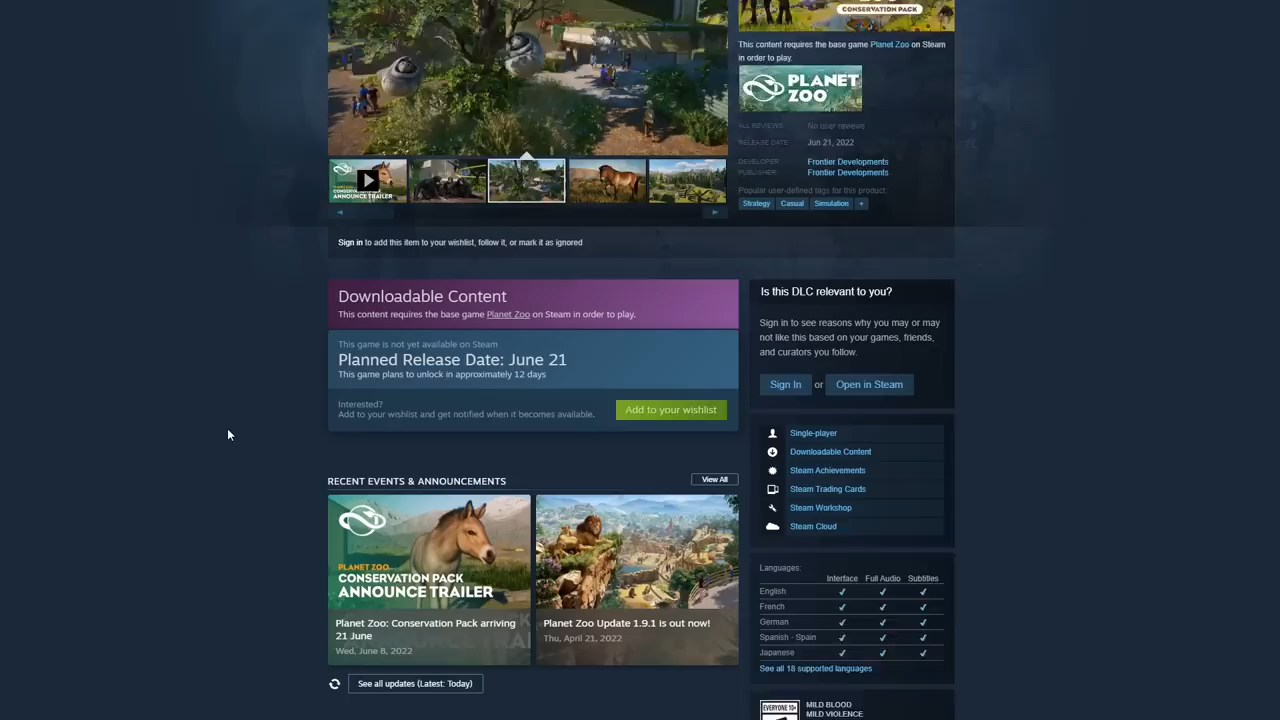 CONSERVATION PACK
This content requires the base game Planet Zoo on Steam
in order to play.
PLANET
ZOO
ALL REVIEWS:
No user reviews
RELEASE DATE:
Jun 21, 2022
DEVELOPER:
Frontier Developments
PUBLISHER:
Frontier Developments
Popular user-defined tags for this product:
Strategy
Casual
Simulation
+
ANNOUNCE TRAILER
Sign in to add this item to your wishlist, follow it, or mark it as ignored
Downloadable Content
This content requires the base game Planet Zoo on Steam in order to play.
This game is not yet available on Steam
Planned Release Date: June 21
This game plans to unlock in approximately 12 days
Interested?
Add to your wishlist and get notified when it becomes available.
Add to your wishlist
Is this DLC relevant to you?
Sign in to see reasons why you may or may
not like this based on your games, friends,
and curators you follow.
Sign In or Open in Steam
Single-player
Downloadable Content
Steam Achievements
Steam Trading Cards
Steam Workshop
Steam Cloud
RECENT EVENTS & ANNOUNCEMENTS
View All
PLANET ZOO
CONSERVATION PACK
ANNOUNCE TRAILER
Planet Zoo: Conservation Pack arriving
21 June
Wed, June 8, 2022
Planet Zoo Update 1.9.1 is out now!
Thu, April 21, 2022
See all updates (Latest: Today)
Languages:
Interface Full Audio Subtitles
English ✔ ✔ ✔
French ✔ ✔ ✔
German ✔ ✔ ✔
Spanish - Spain ✔ ✔ ✔
Japanese ✔ ✔ ✔
See all 18 supported languages
EVERYONE 10+
MILD BLOOD
MILD VIOLENCE